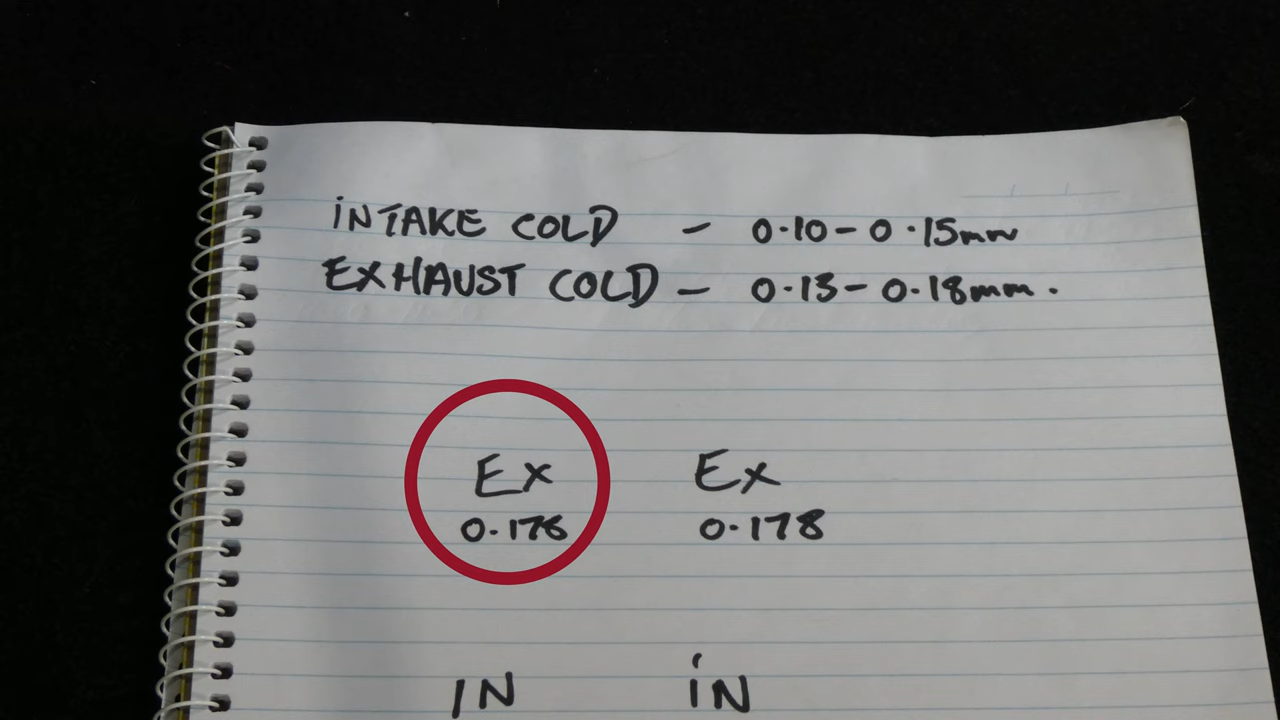 iNTAKE COLD – 0.10 – 0.15mm
EXHAUST COLD – 0.13 – 0.18mm.
Ex Ex
0.178 0.178
IN iN